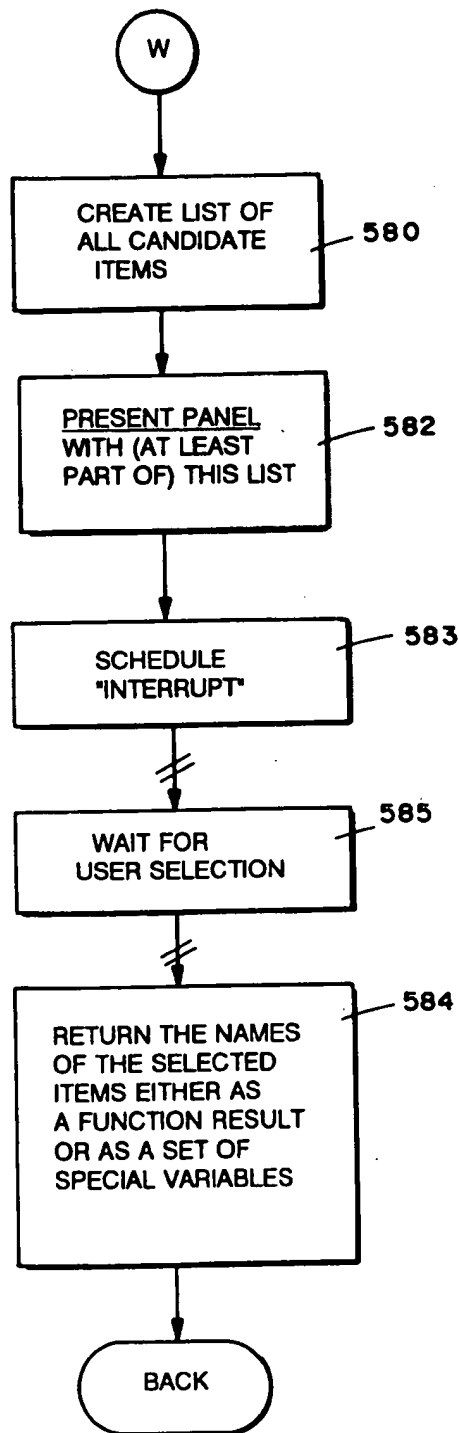 W
CREATE LIST OF
ALL CANDIDATE
ITEMS
580
PRESENT PANEL
WITH (AT LEAST
PART OF) THIS LIST
582
SCHEDULE
"INTERRUPT"
583
WAIT FOR
USER SELECTION
585
RETURN THE NAMES
OF THE SELECTED
ITEMS EITHER AS
A FUNCTION RESULT
OR AS A SET OF
SPECIAL VARIABLES
584
BACK